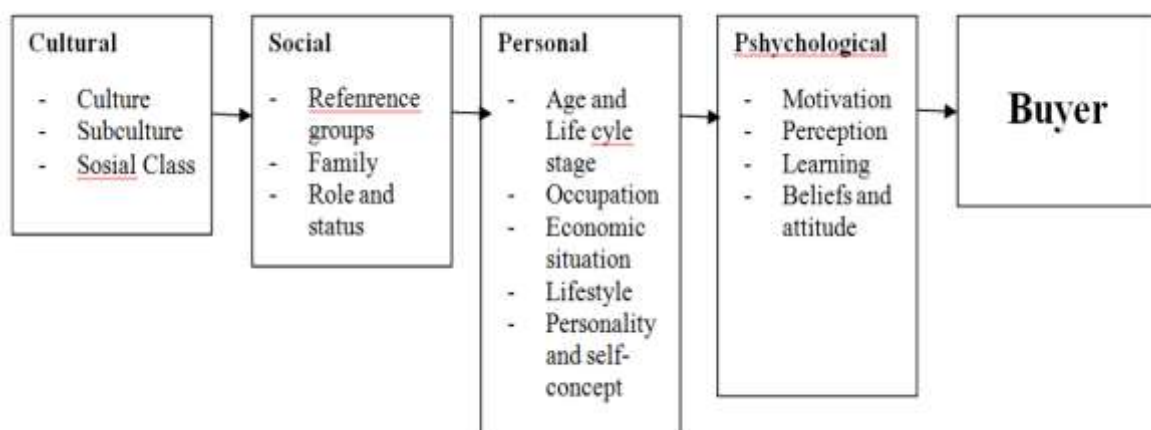 Cultural
- Culture
- Subculture
- Sosial Class
Social
- Refenrence
groups
- Family
- Role and
status
Personal
- Age and
Life cyle
stage
- Occupation
- Economic
situation
- Lifestyle
- Personality
and self-
concept
Pshychological
- Motivation
- Perception
- Learning
- Beliefs and
attitude
Buyer